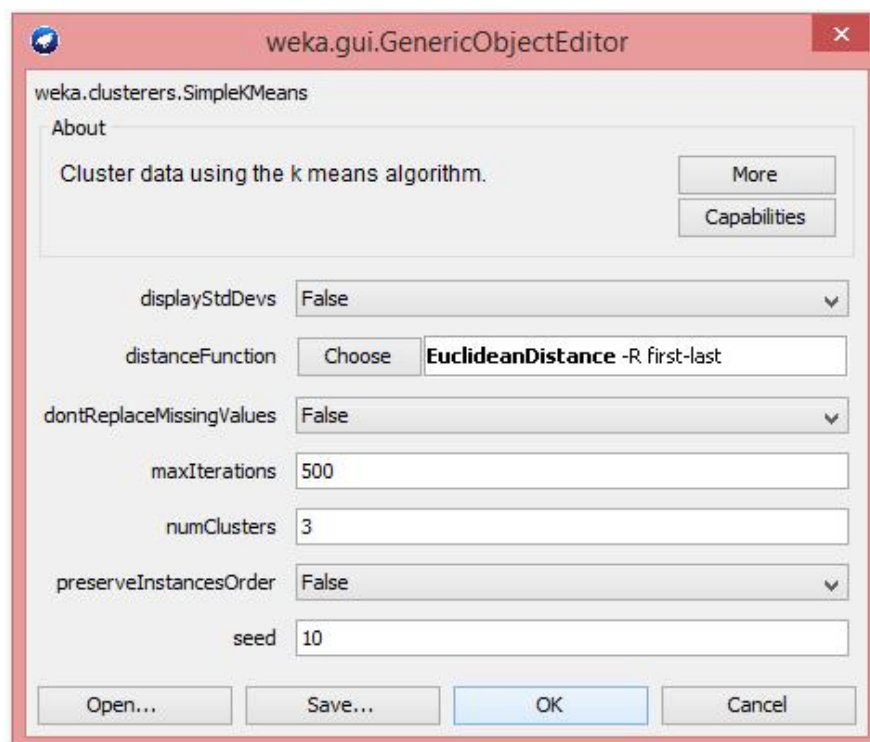 weka.gui.GenericObjectEditor
weka.clusterers.SimpleKMeans
About
Cluster data using the k means algorithm.
More
Capabilities
displayStdDevs False
distanceFunction Choose EuclideanDistance -R first-last
dontReplaceMissingValues False
maxIterations 500
numClusters 3
preserveInstancesOrder False
seed 10
Open... Save... OK Cancel